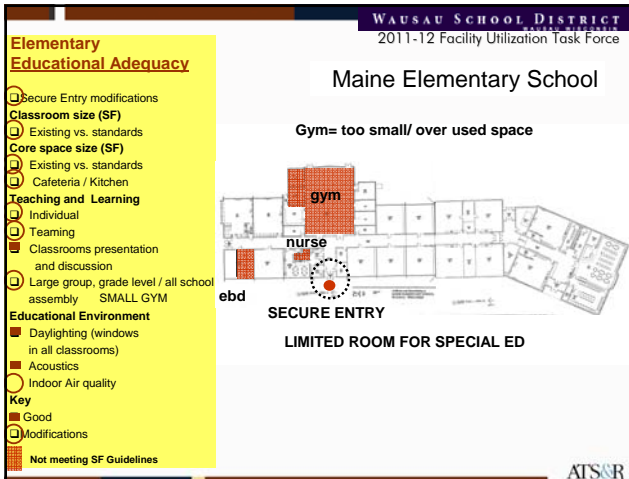 WAUSAU SCHOOL DISTRICT
WAUSAU WISCONSIN
2011-12 Facility Utilization Task Force
Elementary
Educational Adequacy
Secure Entry modifications
Classroom size (SF)
Existing vs. standards
Core space size (SF)
Existing vs. standards
Cafeteria / Kitchen
Teaching and Learning
Individual
Teaming
Classrooms presentation
and discussion
Large group, grade level / all school
assembly SMALL GYM
Educational Environment
Daylighting (windows
in all classrooms)
Acoustics
Indoor Air quality
Key
Good
Modifications
Not meeting SF Guidelines
Maine Elementary School
Gym= too small/ over used space
gym
nurse
ebd
SECURE ENTRY
LIMITED ROOM FOR SPECIAL ED
ATS&R